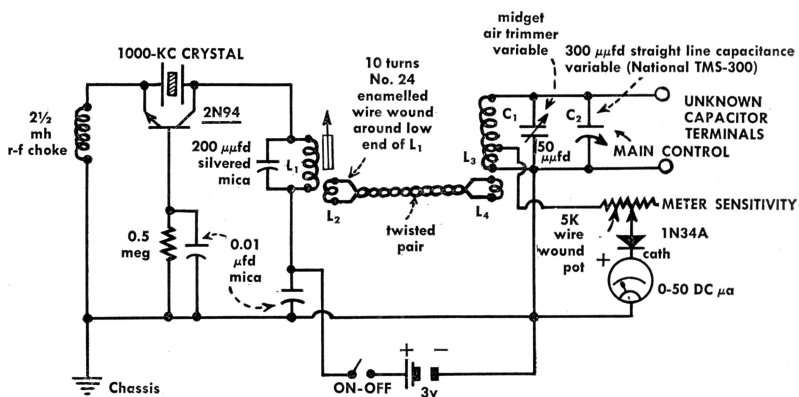 1000-KC CRYSTAL
2½
mh
r-f choke
2N94
200 μμfd
silvered
mica
L1
10 turns
No. 24
enamelled
wire wound
around low
end of L1
midget
air trimmer
variable
300 μμfd straight line capacitance
variable (National TMS-300)
C1
C2
50
μμfd
UNKNOWN
CAPACITOR
TERMINALS
MAIN CONTROL
L3
L2
L4
twisted
pair
METER SENSITIVITY
5K
wire
wound
pot
1N34A
cath
+
0-50 DC μa
0.5
meg
0.01
μfd
mica
+ −
ON-OFF
3v
Chassis